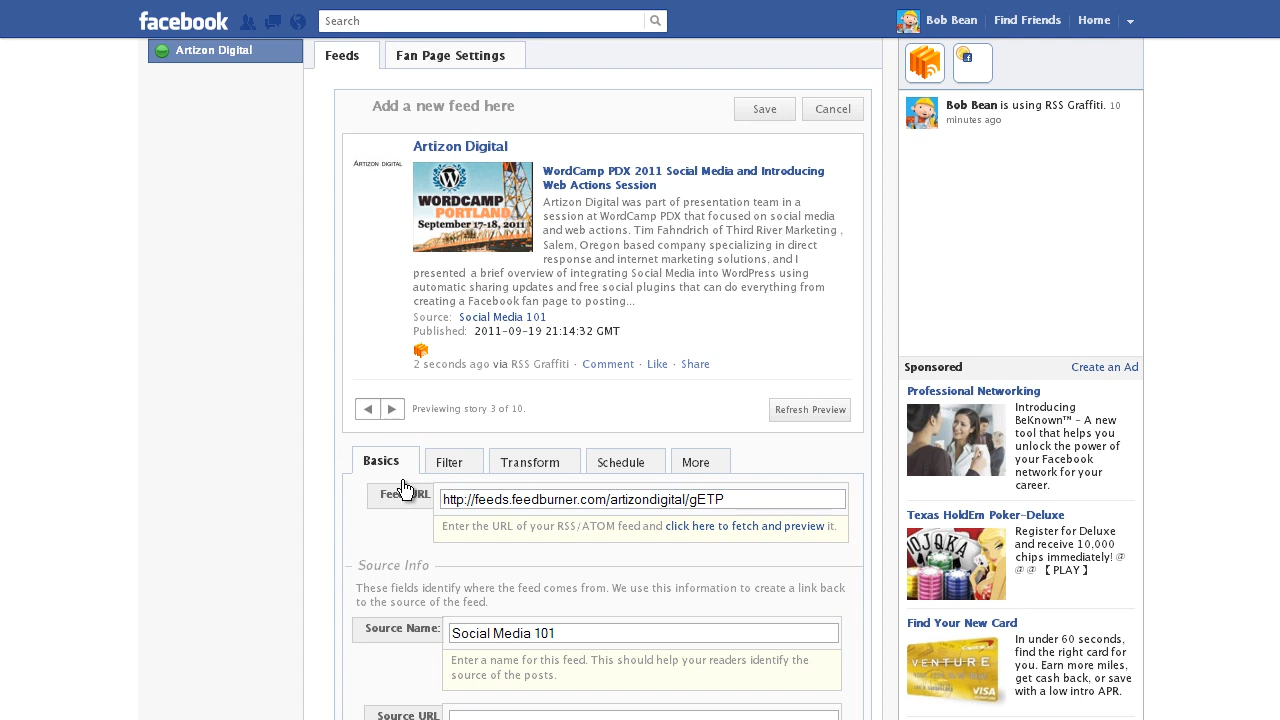 facebook
Search
Bob Bean
Find Friends
Home
Artizon Digital
Feeds
Fan Page Settings
Add a new feed here
Save
Cancel
ARTIZON DIGITAL
Artizon Digital
WORDCAMP
PORTLAND
September 17-18, 2011
WordCamp PDX 2011 Social Media and Introducing
Web Actions Session
Artizon Digital was part of presentation team in a
session at WordCamp PDX that focused on social media
and web actions. Tim Fahndrich of Third River Marketing ,
Salem, Oregon based company specializing in direct
response and internet marketing solutions, and I
presented a brief overview of integrating Social Media into WordPress using
automatic sharing updates and free social plugins that can do everything from
creating a Facebook fan page to posting...
Source: Social Media 101
Published: 2011-09-19 21:14:32 GMT
2 seconds ago via RSS Graffiti · Comment · Like · Share
Previewing story 3 of 10.
Refresh Preview
Basics
Filter
Transform
Schedule
More
Feed URL
http://feeds.feedburner.com/artizondigital/gETP
Enter the URL of your RSS/ATOM feed and click here to fetch and preview it.
Source Info
These fields identify where the feed comes from. We use this information to create a link back
to the source of the feed.
Source Name:
Social Media 101
Enter a name for this feed. This should help your readers identify the
source of the posts.
Source URL
Bob Bean is using RSS Graffiti. 10
minutes ago
Sponsored
Create an Ad
Professional Networking
Introducing
BeKnown™ - A new
tool that helps you
unlock the power of
your Facebook
network for your
career.
Texas HoldEm Poker-Deluxe
Register for Deluxe
and receive 10,000
chips immediately! @
@ @ 【 PLAY 】
Find Your New Card
VENTURE
VISA
In under 60 seconds,
find the right card for
you. Earn more miles,
get cash back, or save
with a low intro APR.